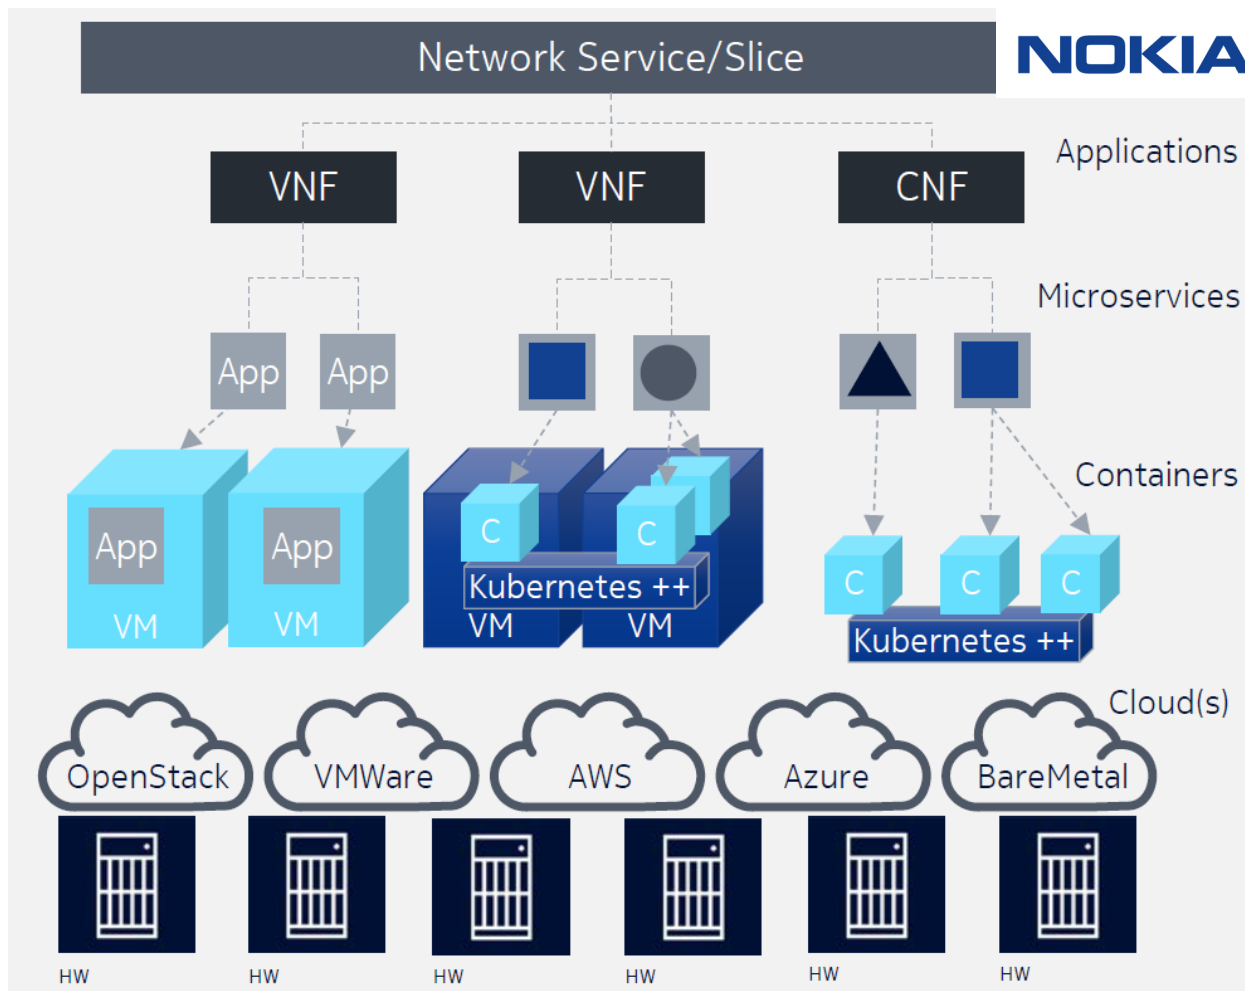 Network Service/Slice
NOKIA
Applications
VNF
VNF
CNF
Microservices
App
App
Containers
App
App
C
C
C
C
C
Kubernetes ++
Kubernetes ++
VM
VM
VM
VM
Cloud(s)
OpenStack
VMWare
AWS
Azure
BareMetal
HW
HW
HW
HW
HW
HW